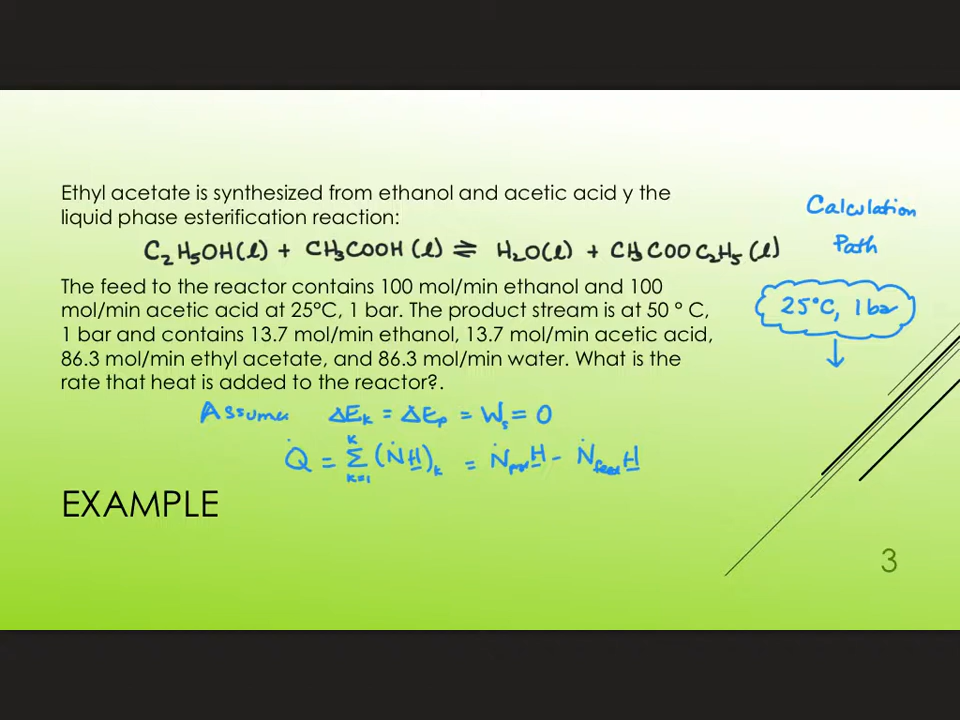 Ethyl acetate is synthesized from ethanol and acetic acid y the
liquid phase esterification reaction:
C₂H₅OH(l) + CH₃COOH(l) ⇌ H₂O(l) + CH₃COOC₂H₅(l)
The feed to the reactor contains 100 mol/min ethanol and 100
mol/min acetic acid at 25°C, 1 bar. The product stream is at 50 ° C,
1 bar and contains 13.7 mol/min ethanol, 13.7 mol/min acetic acid,
86.3 mol/min ethyl acetate, and 86.3 mol/min water. What is the
rate that heat is added to the reactor?.
Assume ΔEₖ = ΔEₚ = Wₛ = 0
Q̇ = Σ (Ṅ H̲)ₖ = Ṅ H̲ - Ṅfeed H̲
K
k=1
EXAMPLE
Calculation
Path
25°C, 1 bar
↓
3